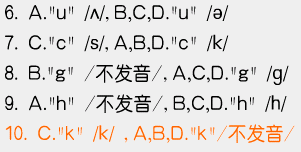 6. A."u" /ʌ/, B,C,D."u" /ə/
7. C."c" /s/, A,B,D."c" /k/
8. B."g" /不发音/, A,C,D."g" /g/
9. A."h" /不发音/, B,C,D."h" /h/
10. C."k" /k/ , A,B,D."k"/不发音/